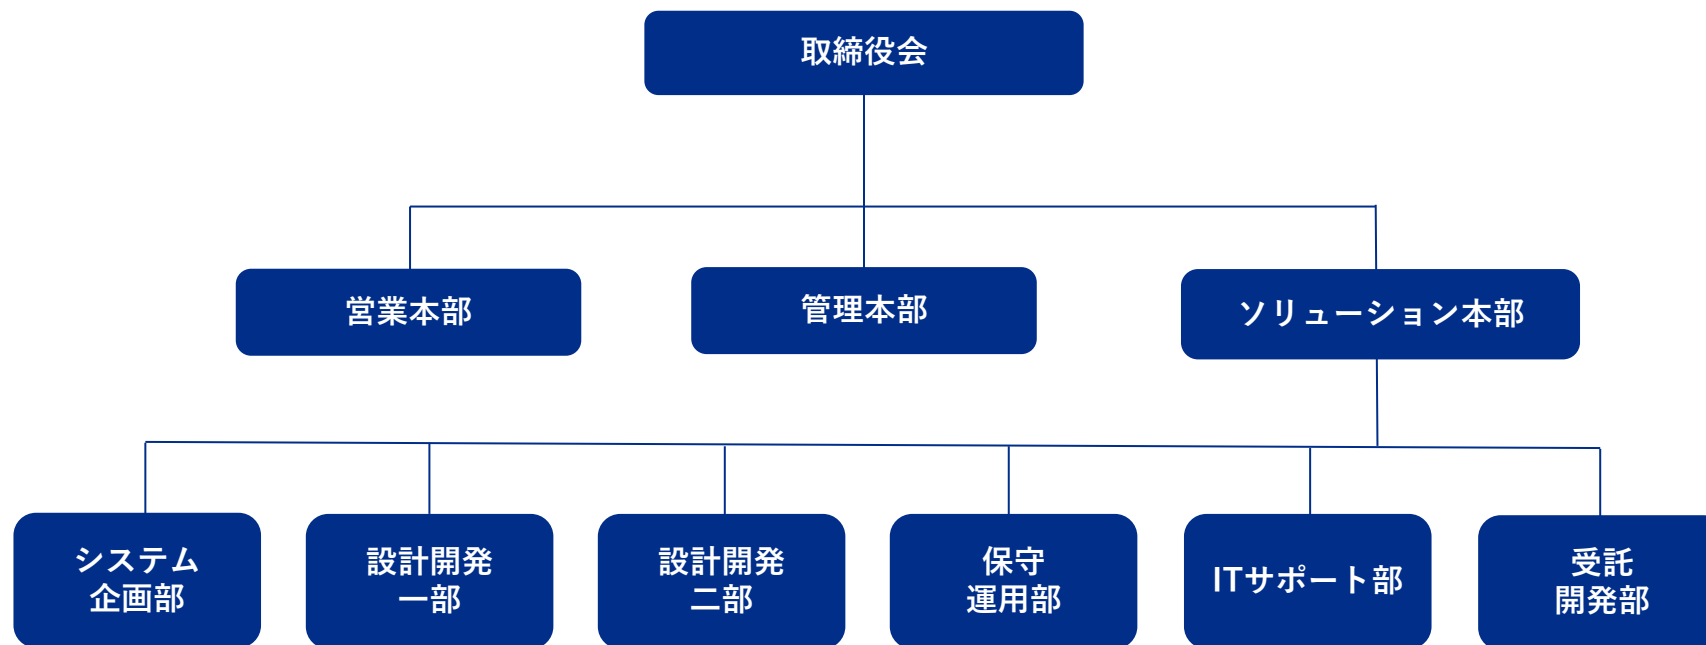 取締役会
営業本部
管理本部
ソリューション本部
システム
企画部
設計開発
一部
設計開発
二部
保守
運用部
ITサポート部
受託
開発部